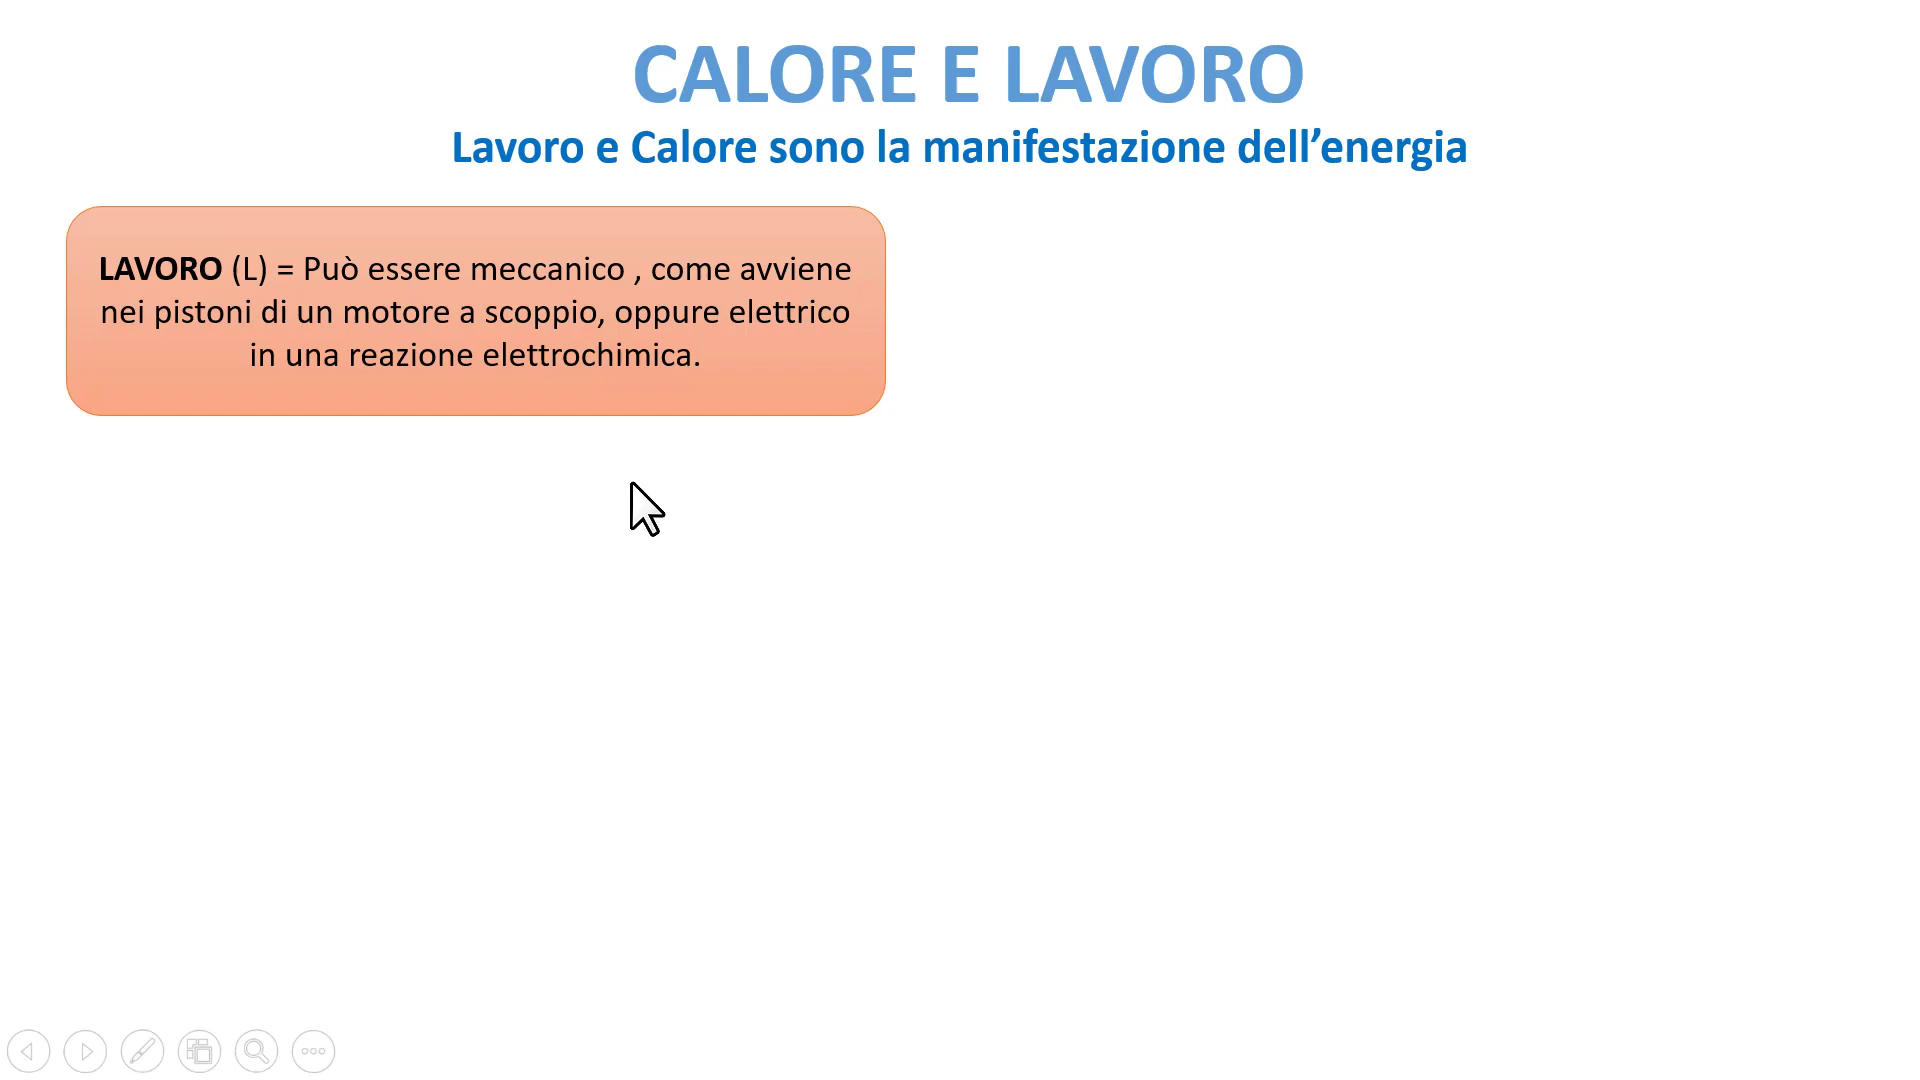 CALORE E LAVORO
Lavoro e Calore sono la manifestazione dell’energia
LAVORO (L) = Può essere meccanico , come avviene
nei pistoni di un motore a scoppio, oppure elettrico
in una reazione elettrochimica.